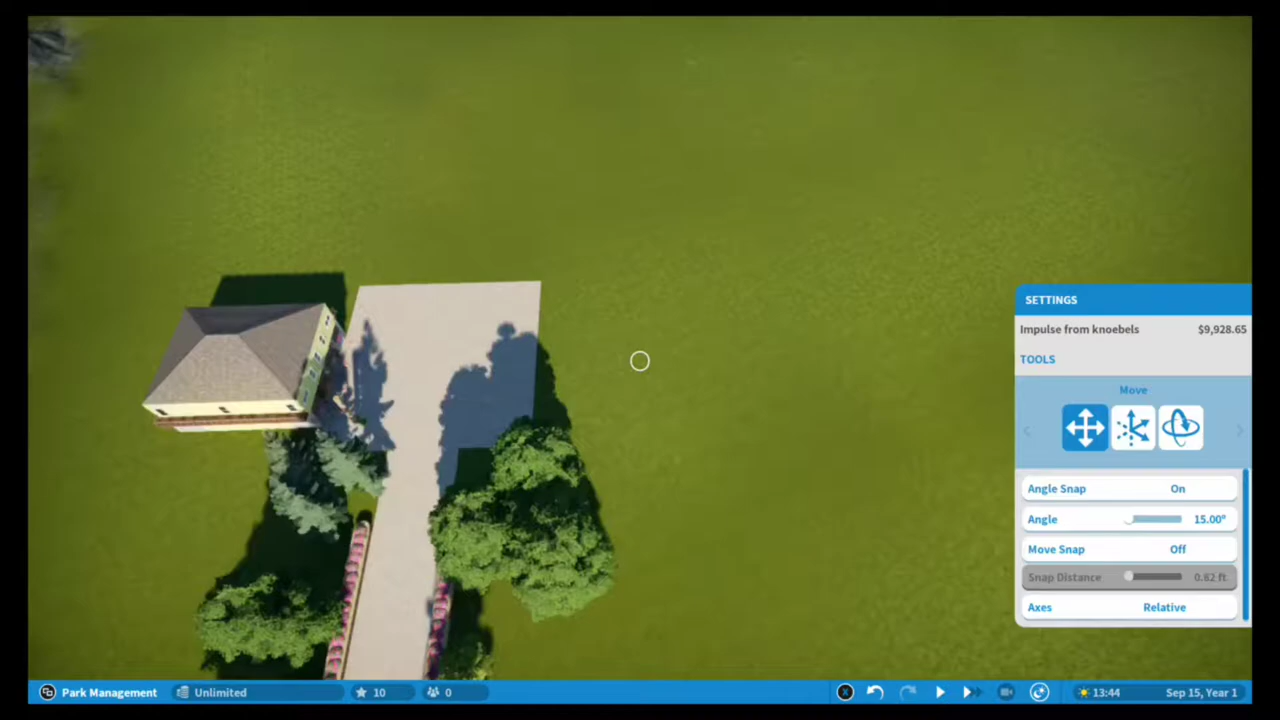 SETTINGS
Impulse from knoebels $9,928.65
TOOLS
Move
Angle Snap On
Angle 15.00°
Move Snap Off
Snap Distance 0.82 ft
Axes Relative
Park Management Unlimited 10 0 X 13:44 Sep 15, Year 1